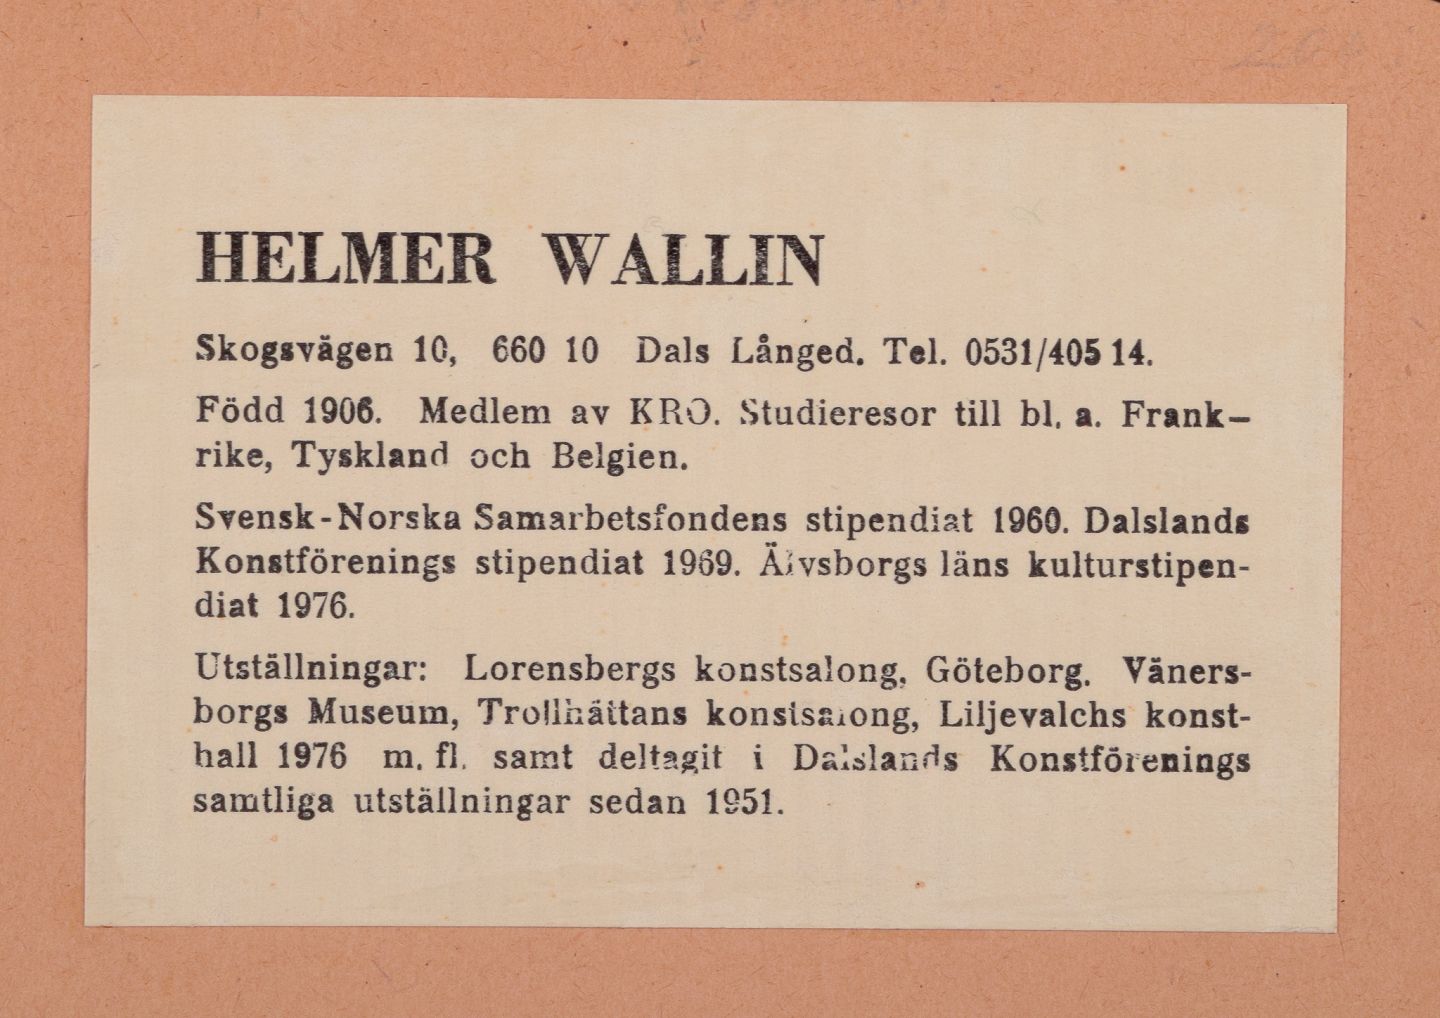 HELMER WALLIN
Skogsvägen 10, 660 10 Dals Långed. Tel. 0531/405 14.
Född 1906. Medlem av KRO. Studieresor till bl. a. Frank-
rike, Tyskland och Belgien.
Svensk-Norska Samarbetsfondens stipendiat 1960. Dalslands
Konstförenings stipendiat 1969. Älvsborgs läns kulturstipen-
diat 1976.
Utställningar: Lorensbergs konstsalong, Göteborg. Väners-
borgs Museum, Trollhättans konstsalong, Liljevalchs konst-
hall 1976 m. fl. samt deltagit i Dalslands Konstförenings
samtliga utställningar sedan 1951.